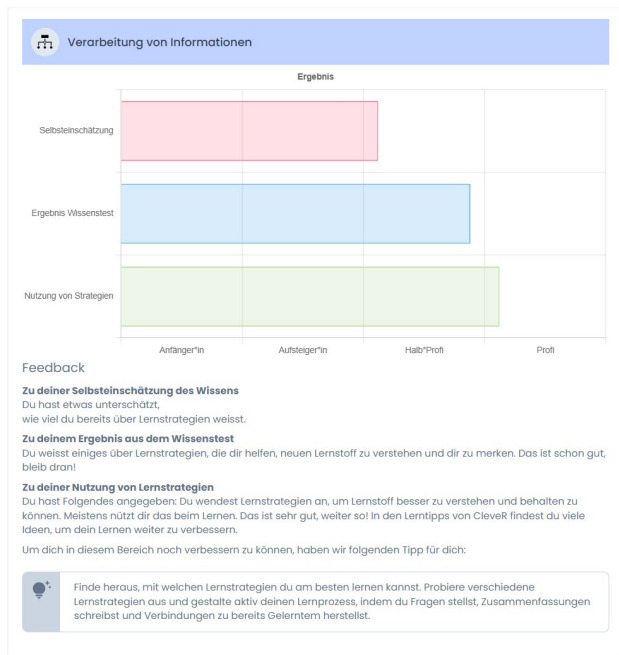 Verarbeitung von Informationen
Ergebnis
Selbsteinschätzung
Ergebnis Wissenstest
Nutzung von Strategien
Anfänger*in
Aufsteiger*in
Halb*Profi
Profi
Feedback
Zu deiner Selbsteinschätzung des Wissens
Du hast etwas unterschätzt,
wie viel du bereits über Lernstrategien weisst.
Zu deinem Ergebnis aus dem Wissenstest
Du weisst einiges über Lernstrategien, die dir helfen, neuen Lernstoff zu verstehen und dir zu merken. Das ist schon gut,
bleib dran!
Zu deiner Nutzung von Lernstrategien
Du hast Folgendes angegeben: Du wendest Lernstrategien an, um Lernstoff besser zu verstehen und behalten zu
können. Meistens nützt dir das beim Lernen. Das ist sehr gut, weiter so! In den Lerntipps von CleveR findest du viele
Ideen, um dein Lernen weiter zu verbessern.
Um dich in diesem Bereich noch verbessern zu können, haben wir folgenden Tipp für dich:
Finde heraus, mit welchen Lernstrategien du am besten lernen kannst. Probiere verschiedene
Lernstrategien aus und gestalte aktiv deinen Lernprozess, indem du Fragen stellst, Zusammenfassungen
schreibst und Verbindungen zu bereits Gelerntem herstellst.